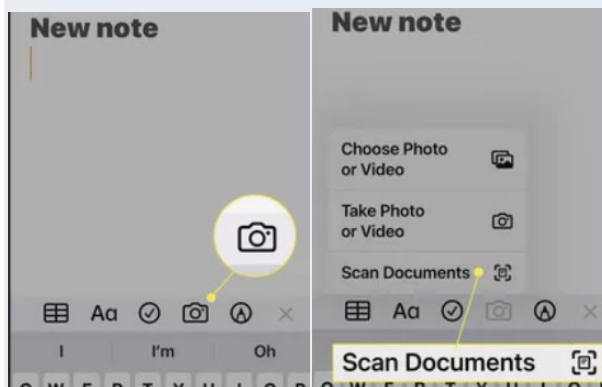 New note
Aa
I I'm Oh
New note
Choose Photo
or Video
Take Photo
or Video
Scan Documents
Aa
Scan Documents